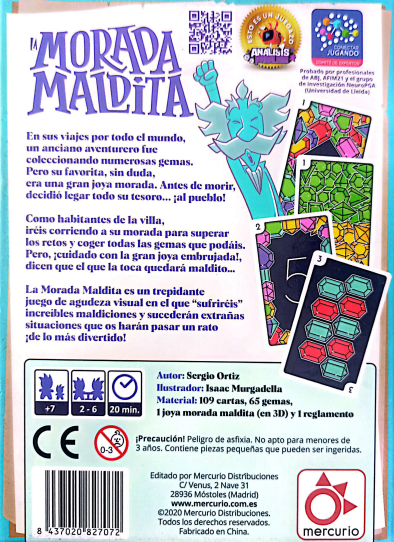 LA
MORADA
MALDITA
ESTO ES UN JUEGAZO
ANÁLISIS
CONECTAR
JUGANDO
COMITÉ DE EXPERTOS
Probado por profesionales
de ABJ, AFIM21 y el grupo
de investigación NeuroPGA
(Universidad de Lleida)
En sus viajes por todo el mundo,
un anciano aventurero fue
coleccionando numerosas gemas.
Pero su favorita, sin duda,
era una gran joya morada. Antes de morir,
decidió legar todo su tesoro... ¡al pueblo!
Como habitantes de la villa,
iréis corriendo a su morada para superar
los retos y coger todas las gemas que podáis.
Pero, ¡cuidado con la gran joya embrujada!,
dicen que el que la toca quedará maldito...
La Morada Maldita es un trepidante
juego de agudeza visual en el que “sufriréis”
increíbles maldiciones y sucederán extrañas
situaciones que os harán pasar un rato
¡de lo más divertido!
1
1
2
5
3
3
+7
2 - 6
20 min.
Autor: Sergio Ortiz
Ilustrador: Isaac Murgadella
Material: 109 cartas, 65 gemas,
1 joya morada maldita (en 3D) y 1 reglamento
CE
0-3
¡Precaución! Peligro de asfixia. No apto para menores de
3 años. Contiene piezas pequeñas que pueden ser ingeridas.
8 437020 827072
Editado por Mercurio Distribuciones
C/ Venus, 2 Nave 31
28936 Móstoles (Madrid)
www.mercurio.com.es
©2020 Mercurio Distribuciones.
Todos los derechos reservados.
Fabricado en China.
mercurio